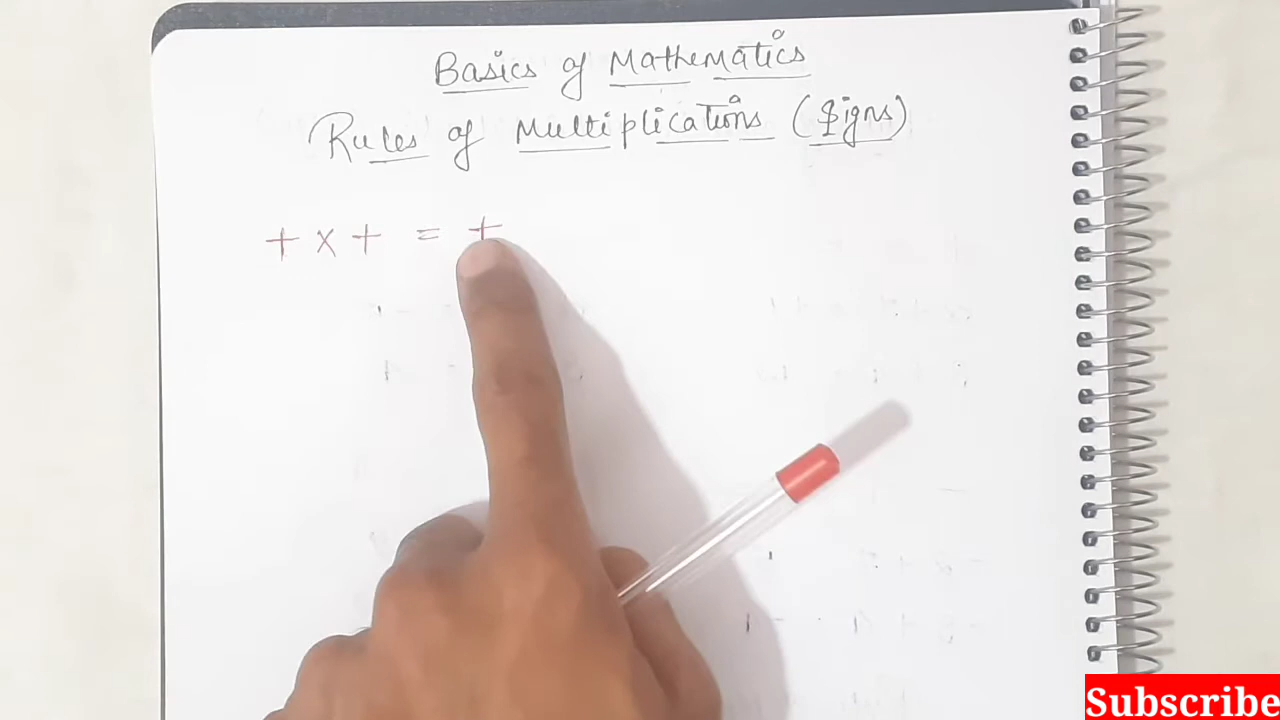 Basics of Mathematics
Rules of Multiplications (Signs)
+ x + = +
Subscribe